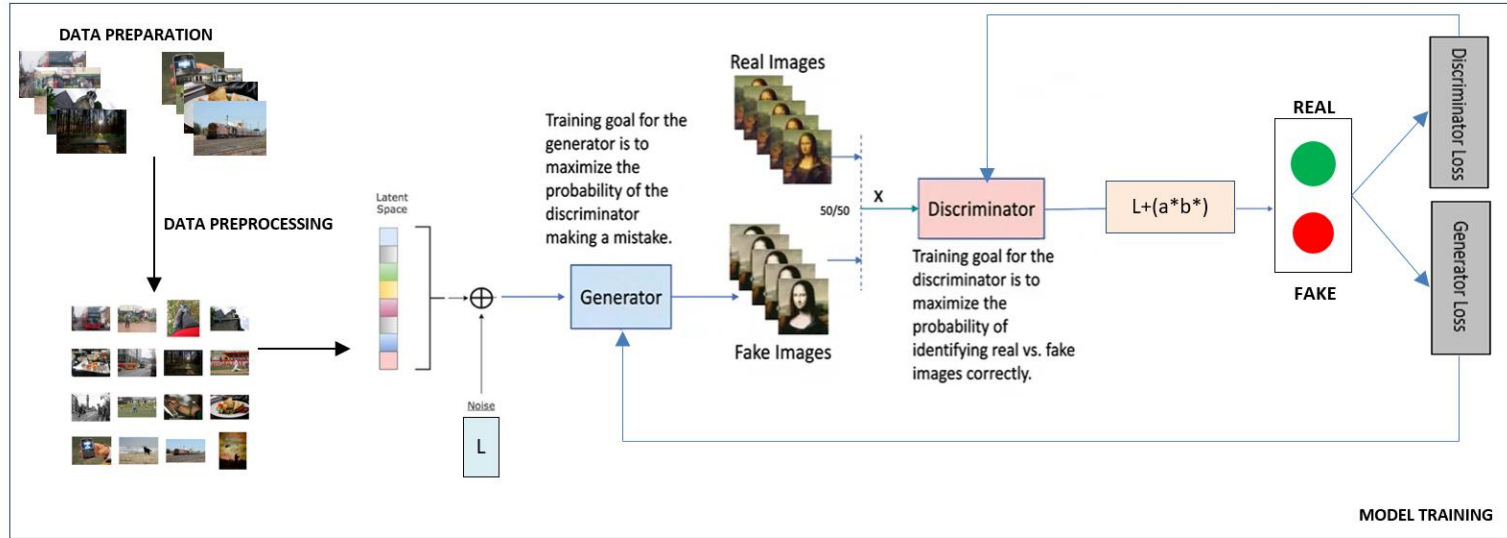 DATA PREPARATION
DATA PREPROCESSING
Latent
Space
Noise
L
Training goal for the
generator is to
maximize the
probability of the
discriminator
making a mistake.
Generator
Real Images
Fake Images
50/50
X
Discriminator
Training goal for the
discriminator is to
maximize the
probability of
identifying real vs. fake
images correctly.
L+(a*b*)
REAL
FAKE
Discriminator Loss
Generator Loss
MODEL TRAINING